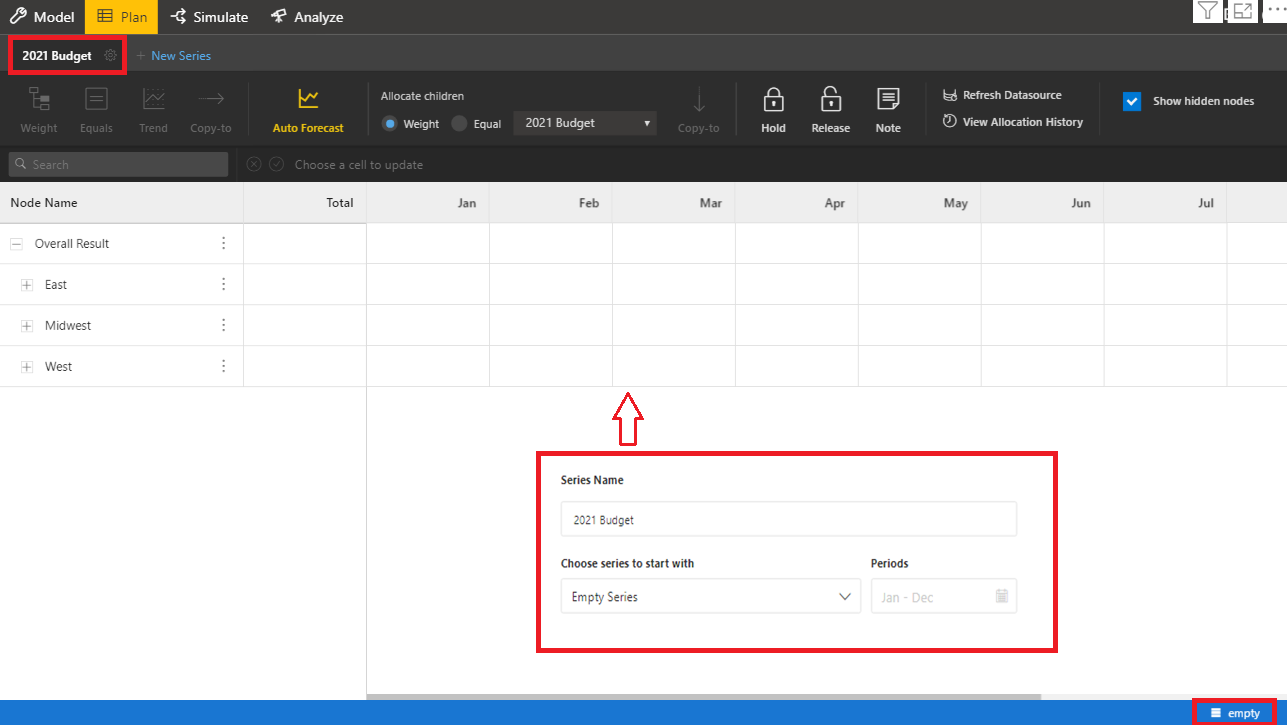 Model Plan Simulate Analyze
2021 Budget + New Series
Weight Equals Trend Copy-to
Auto Forecast
Allocate children
Weight Equal 2021 Budget
Copy-to
Hold Release Note
Refresh Datasource
View Allocation History
Show hidden nodes
Search
Choose a cell to update
Node Name Total Jan Feb Mar Apr May Jun Jul
Overall Result
East
Midwest
West
Series Name
2021 Budget
Choose series to start with Periods
Empty Series Jan - Dec
empty